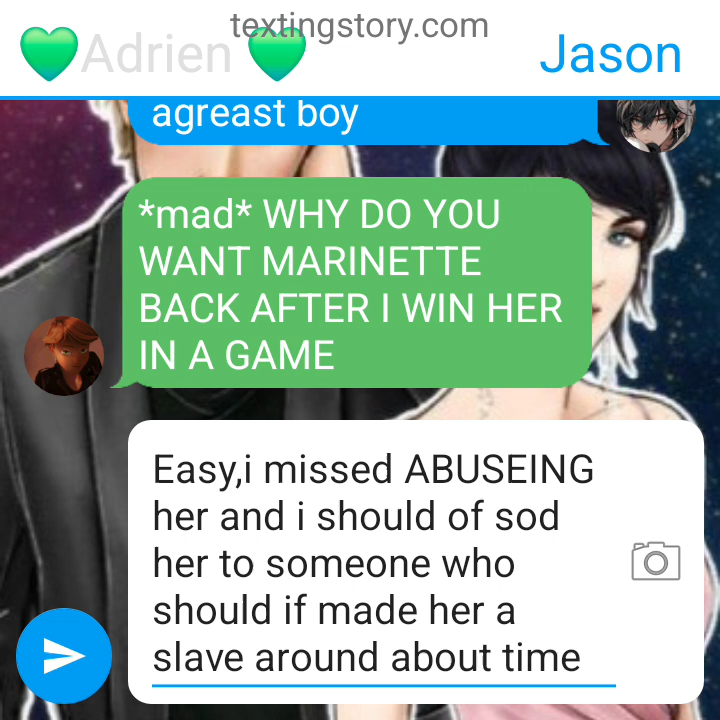 textingstory.com
💚Adrien 💚
Jason
agreast boy
*mad* WHY DO YOU
WANT MARINETTE
BACK AFTER I WIN HER
IN A GAME
Easy,i missed ABUSEING
her and i should of sod
her to someone who
should if made her a
slave around about time